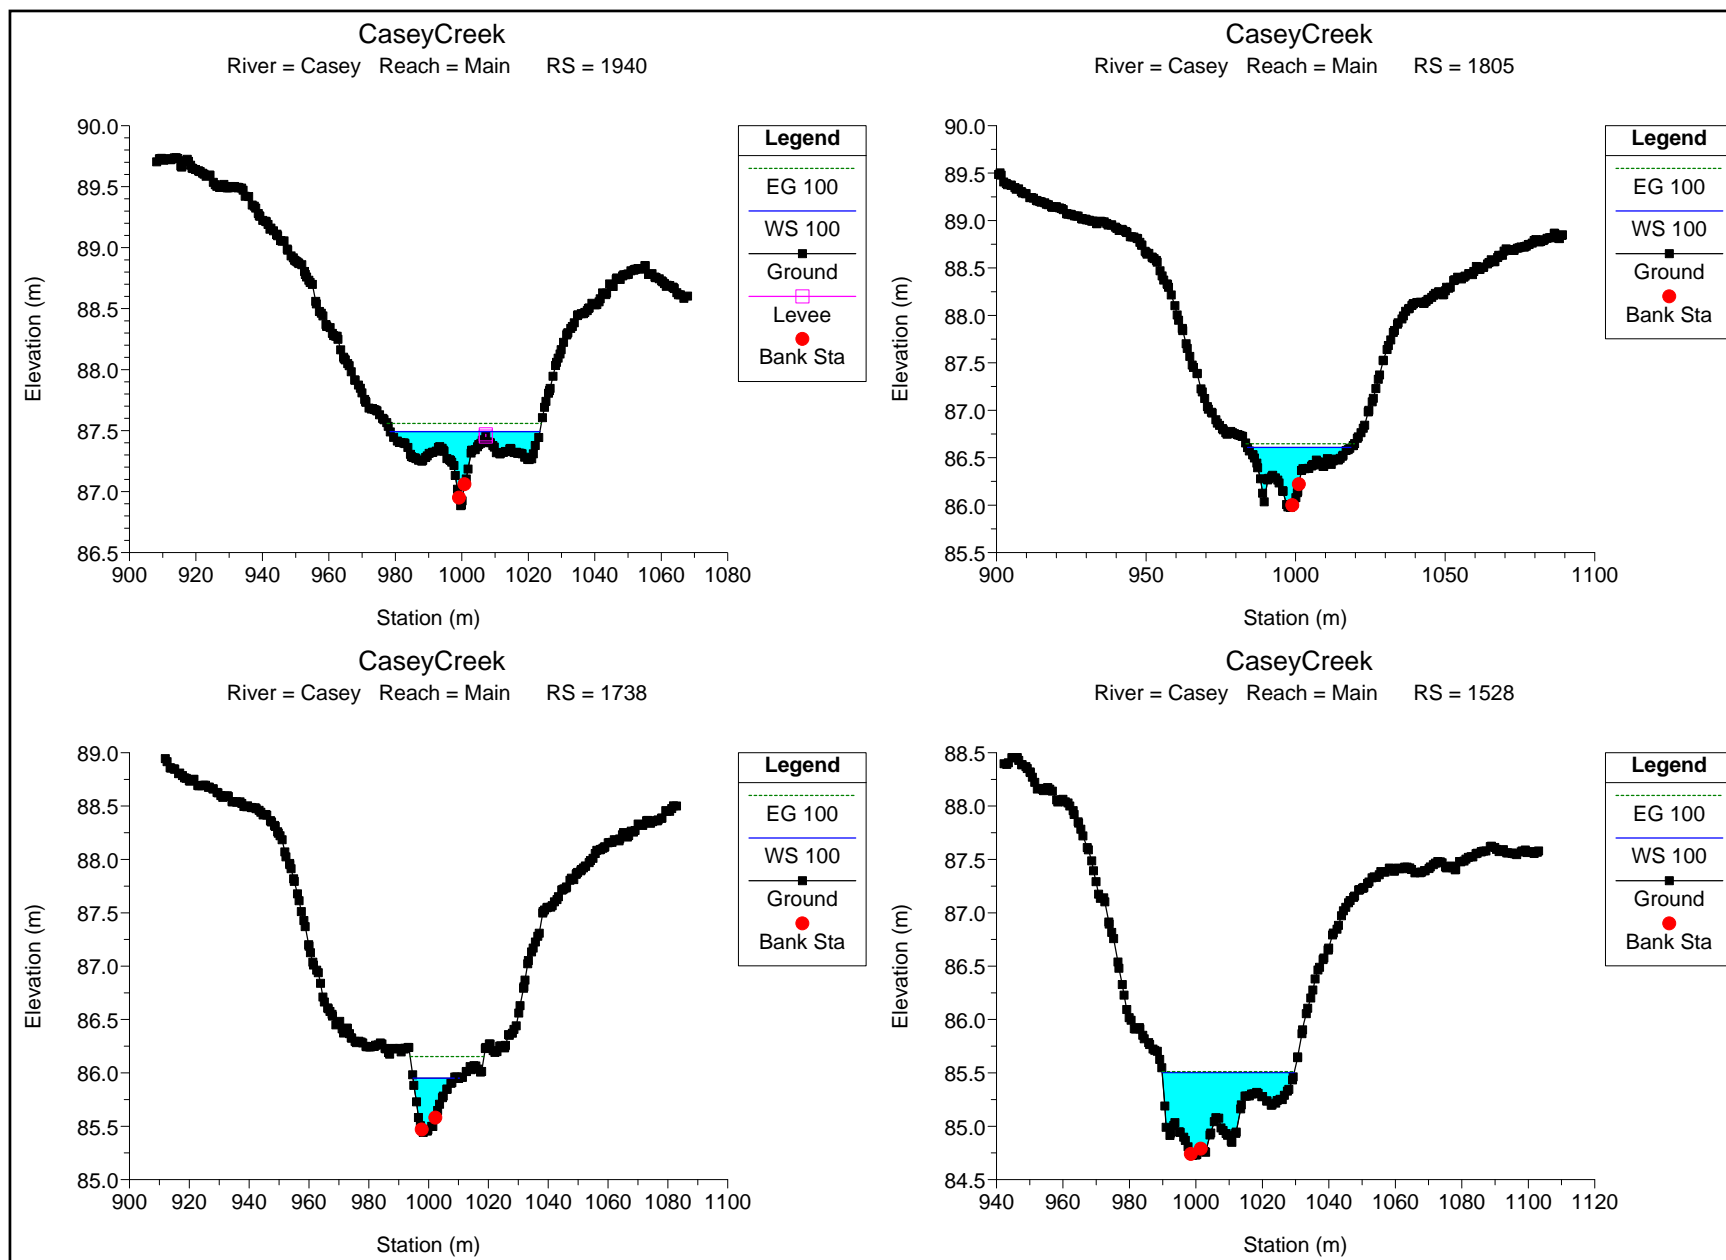 CaseyCreek
River = Casey Reach = Main RS = 1940
90.0
89.5
89.0
88.5
88.0
87.5
87.0
86.5
Elevation (m)
900 920 940 960 980 1000 1020 1040 1060 1080
Station (m)
Legend
EG 100
WS 100
Ground
Levee
Bank Sta
CaseyCreek
River = Casey Reach = Main RS = 1805
90.0
89.5
89.0
88.5
88.0
87.5
87.0
86.5
86.0
85.5
Elevation (m)
900 950 1000 1050 1100
Station (m)
Legend
EG 100
WS 100
Ground
Bank Sta
CaseyCreek
River = Casey Reach = Main RS = 1738
89.0
88.5
88.0
87.5
87.0
86.5
86.0
85.5
85.0
Elevation (m)
900 920 940 960 980 1000 1020 1040 1060 1080 1100
Station (m)
Legend
EG 100
WS 100
Ground
Bank Sta
CaseyCreek
River = Casey Reach = Main RS = 1528
88.5
88.0
87.5
87.0
86.5
86.0
85.5
85.0
84.5
Elevation (m)
940 960 980 1000 1020 1040 1060 1080 1100 1120
Station (m)
Legend
EG 100
WS 100
Ground
Bank Sta